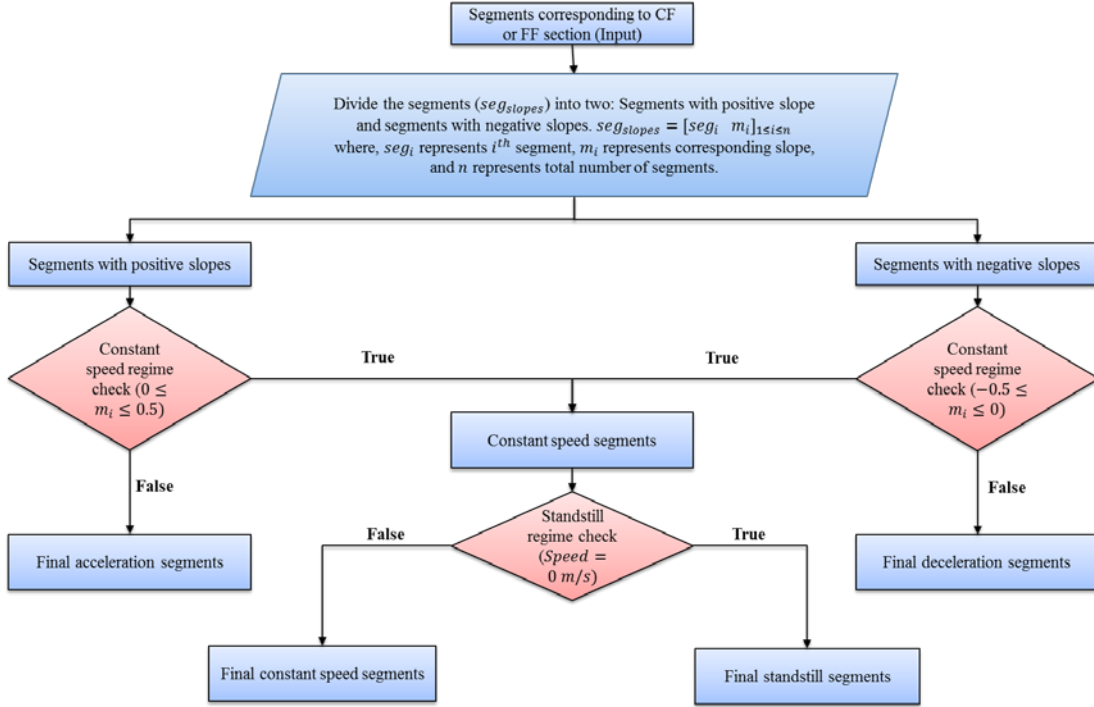 Segments corresponding to CF
or FF section (Input)
Divide the segments (seg_slopes) into two: Segments with positive slope
and segments with negative slopes. seg_slopes = [seg_i m_i]_1≤i≤n
where, seg_i represents i^th segment, m_i represents corresponding slope,
and n represents total number of segments.
Segments with positive slopes
Segments with negative slopes
Constant
speed regime
check (0 ≤
m_i ≤ 0.5)
True
True
Constant
speed regime
check (−0.5 ≤
m_i ≤ 0)
Constant speed segments
False
False
Final acceleration segments
False
Standstill
regime check
(Speed =
0 m/s)
True
Final deceleration segments
Final constant speed segments
Final standstill segments